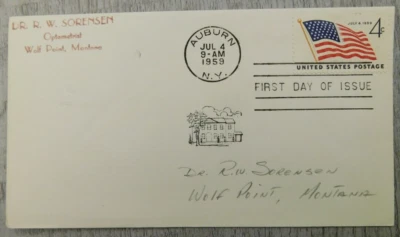 DR. R. W. SORENSEN
Optometrist
Wolf Point, Montana
AUBURN
JUL 4
9-AM
1959
N.Y.
JULY 4, 1959
4¢
UNITED STATES POSTAGE
FIRST DAY OF ISSUE
Dr. R.W. Sorensen
Wolf Point, Montana